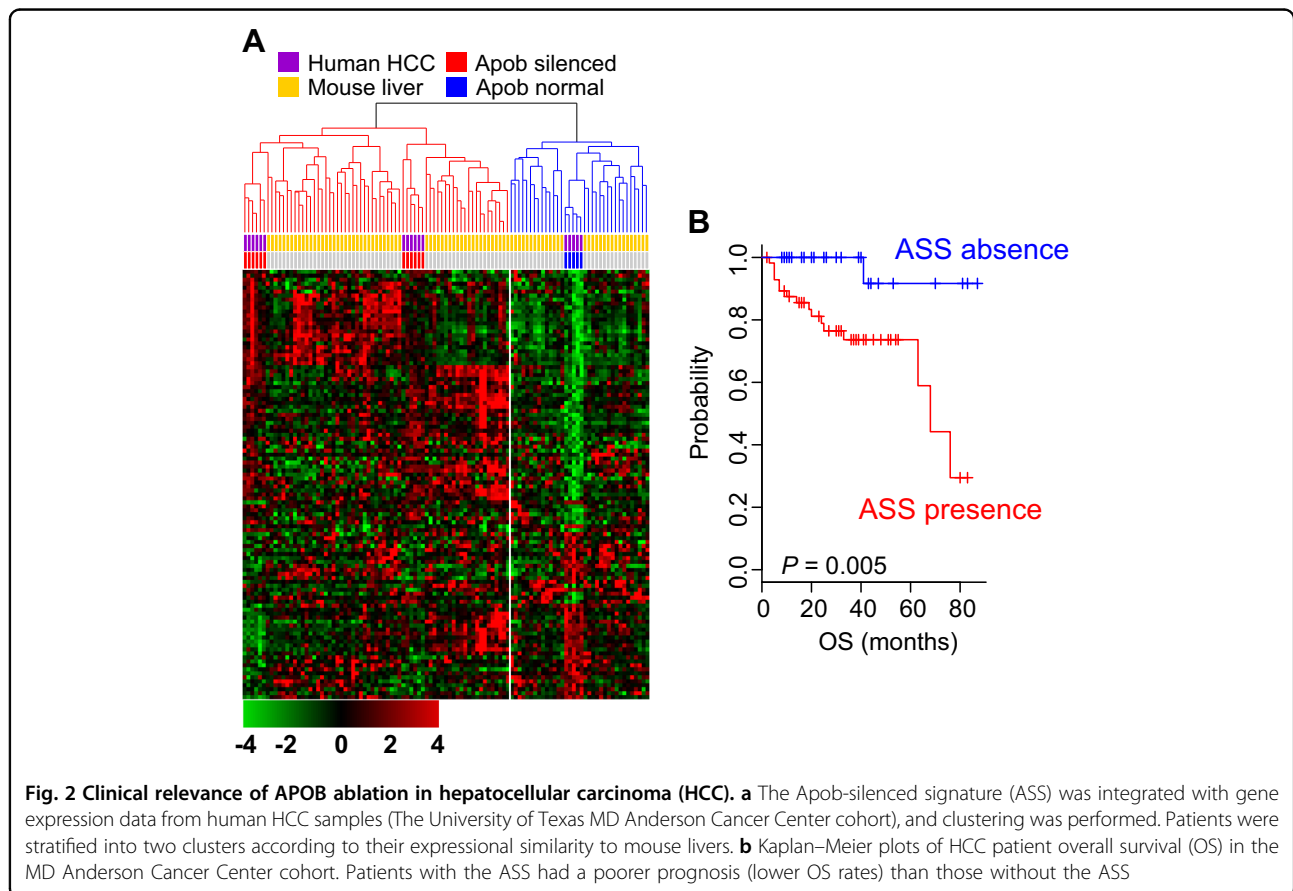 A
Human HCC Apob silenced
Mouse liver Apob normal
-4 -2 0 2 4
B
ASS absence
ASS presence
Probability
1.0
0.8
0.6
0.4
0.2
0.0
P = 0.005
0 20 40 60 80
OS (months)
Fig. 2 Clinical relevance of APOB ablation in hepatocellular carcinoma (HCC). a The Apob-silenced signature (ASS) was integrated with gene
expression data from human HCC samples (The University of Texas MD Anderson Cancer Center cohort), and clustering was performed. Patients were
stratified into two clusters according to their expressional similarity to mouse livers. b Kaplan–Meier plots of HCC patient overall survival (OS) in the
MD Anderson Cancer Center cohort. Patients with the ASS had a poorer prognosis (lower OS rates) than those without the ASS